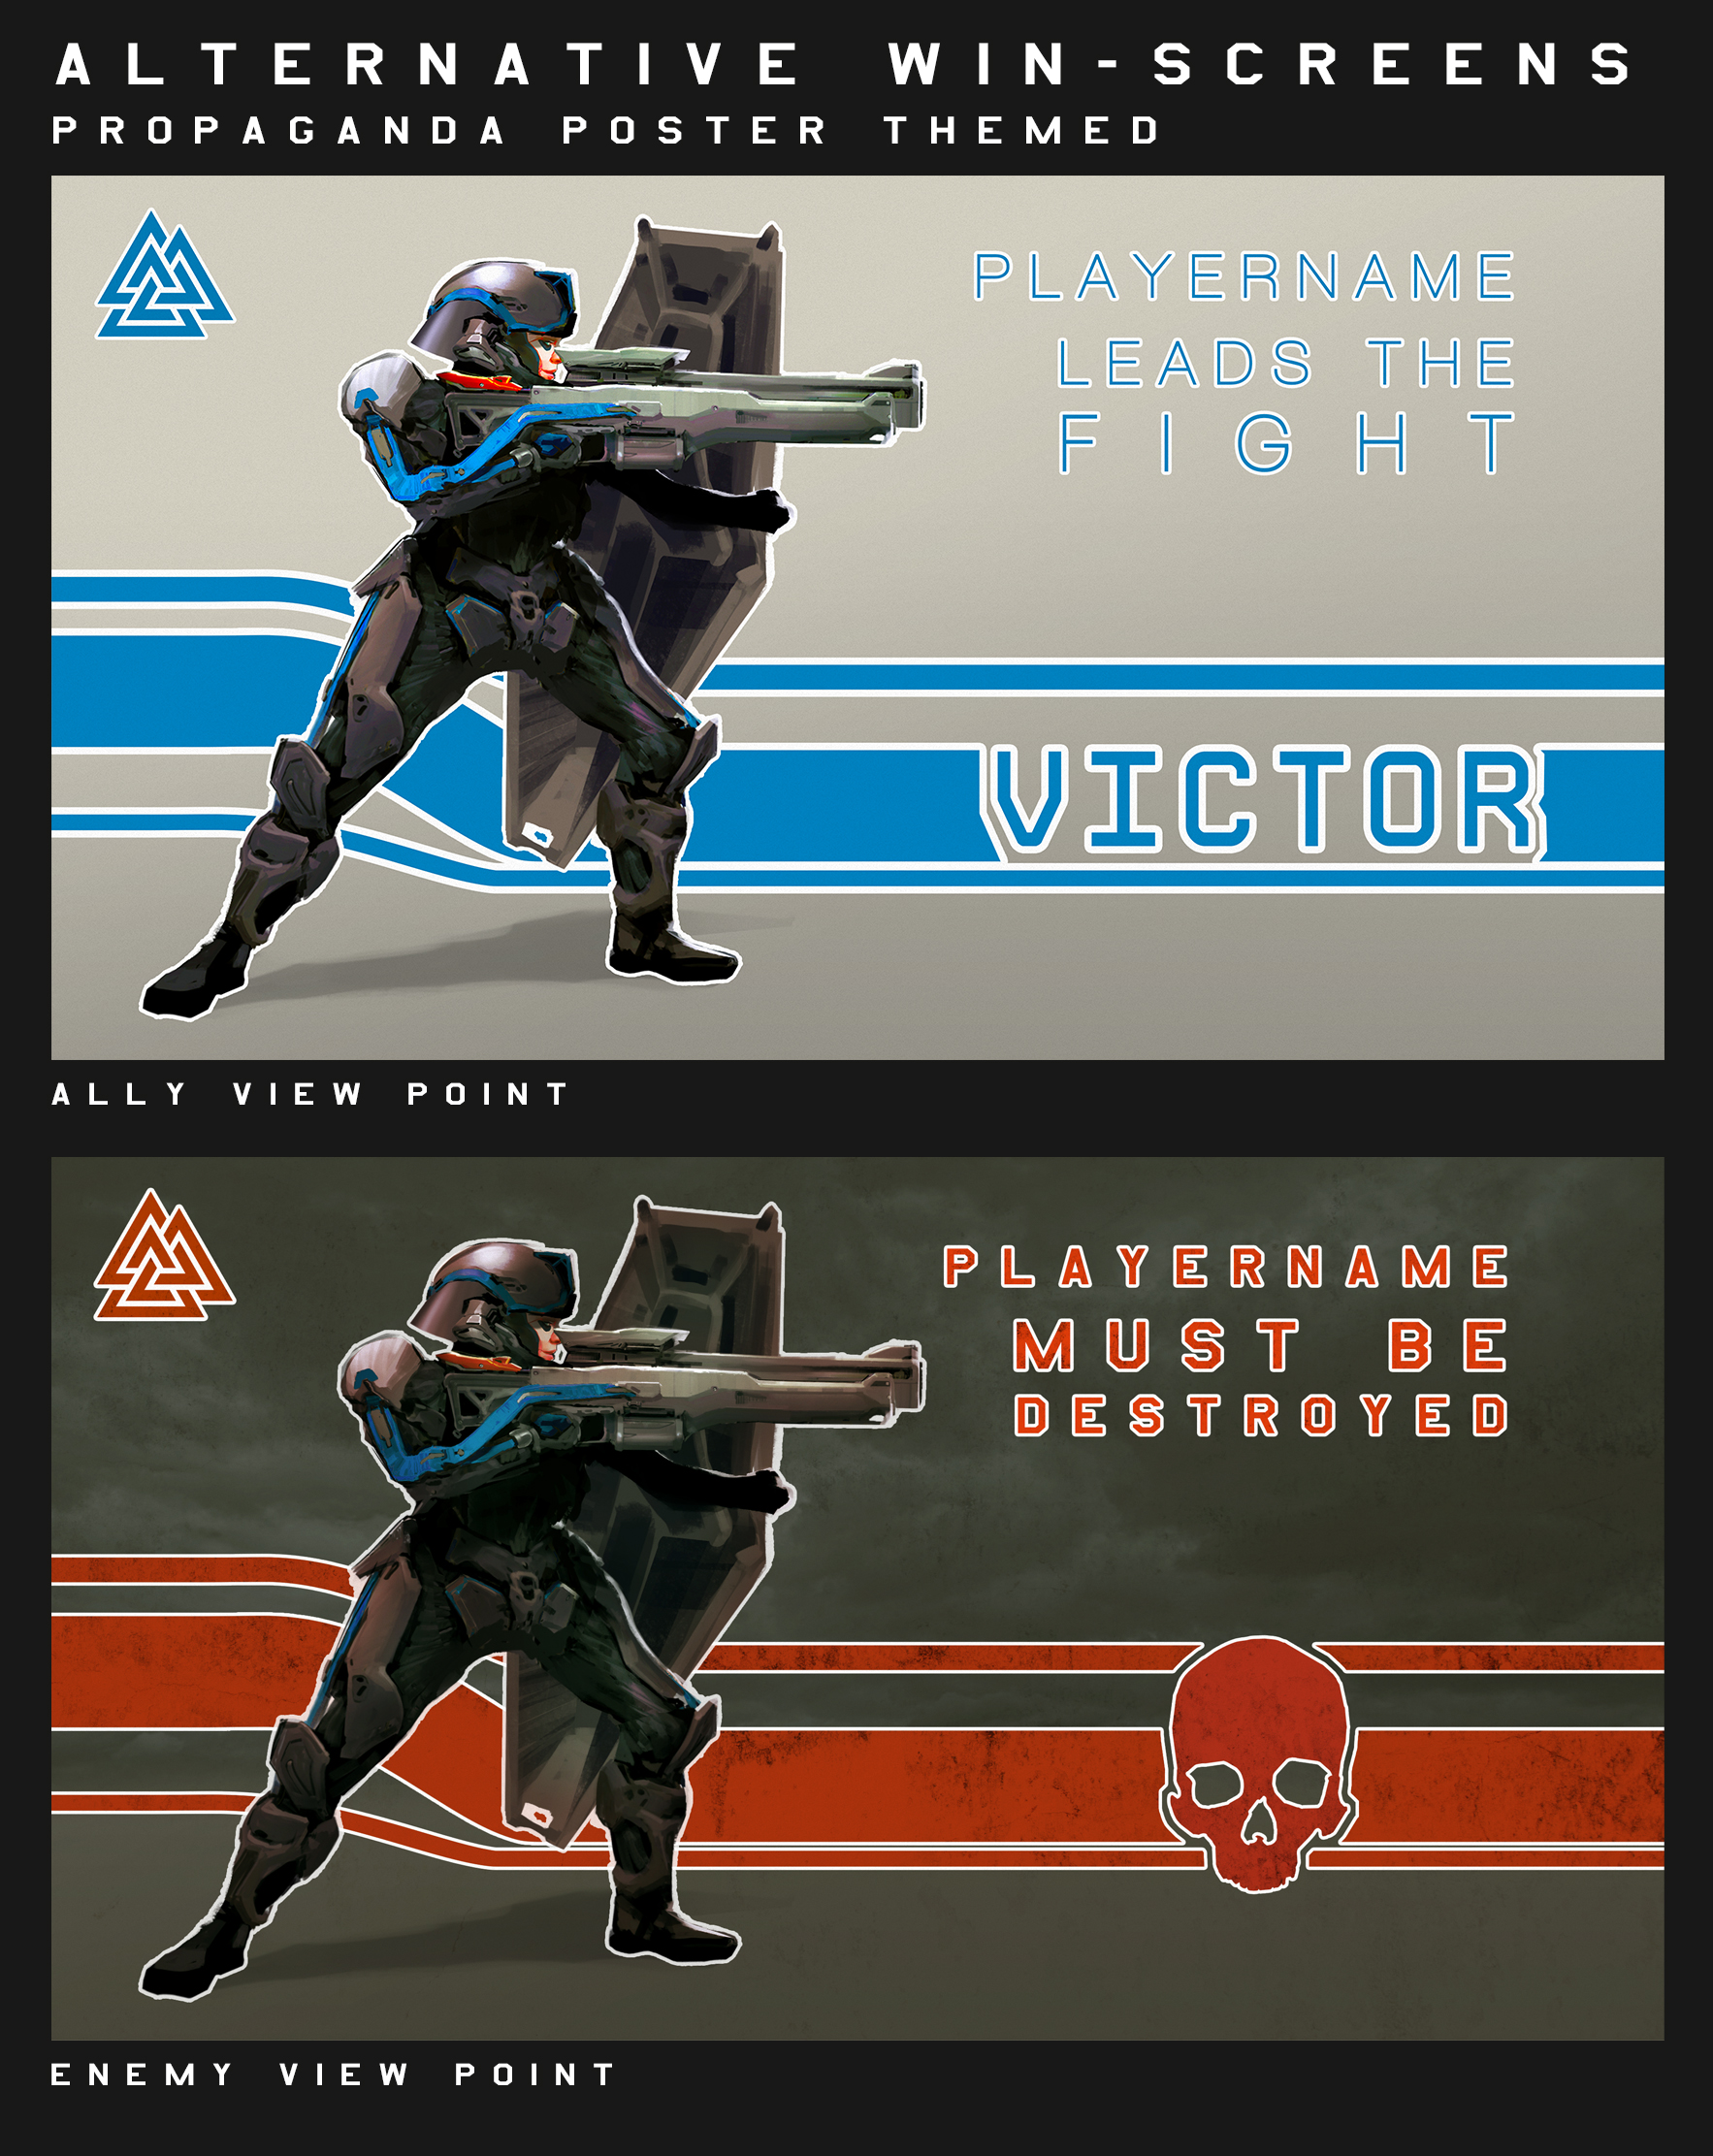 ALTERNATIVE WIN-SCREENS
PROPAGANDA POSTER THEMED
PLAYERNAME
LEADS THE
FIGHT
VICTOR
ALLY VIEW POINT
PLAYERNAME
MUST BE
DESTROYED
ENEMY VIEW POINT